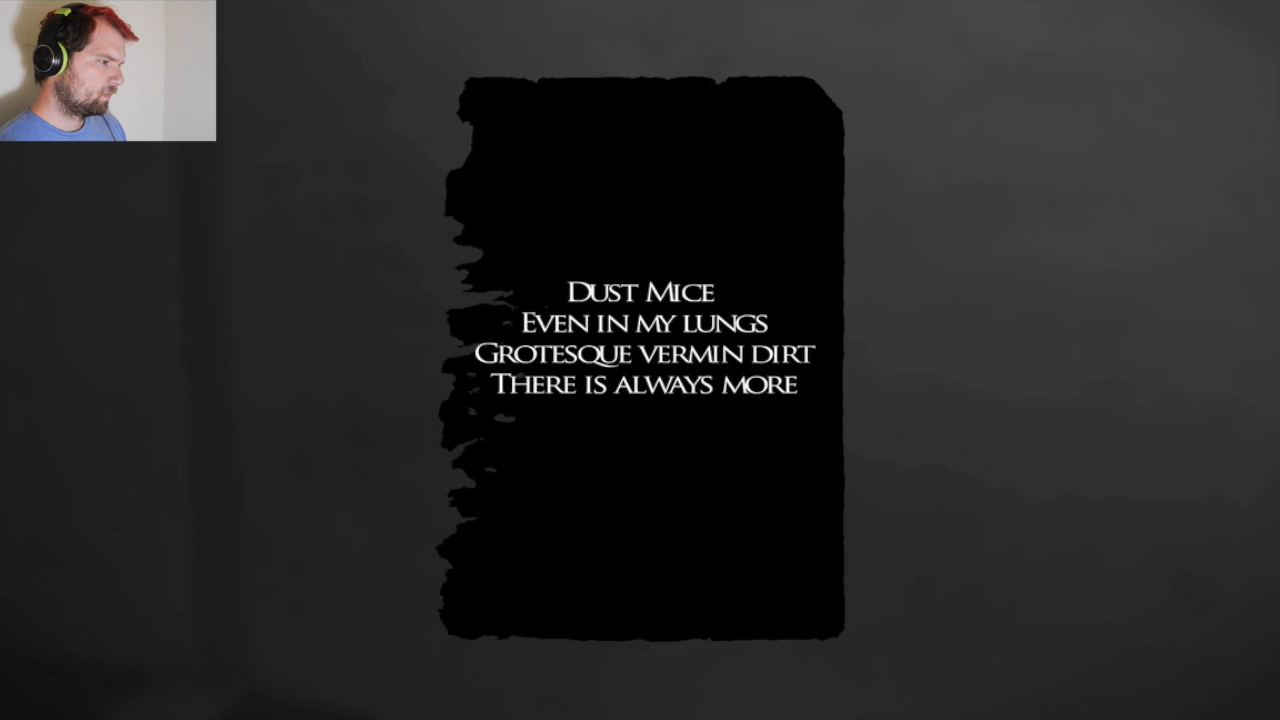 Dust Mice
Even in my lungs
Grotesque vermin dirt
There is always more